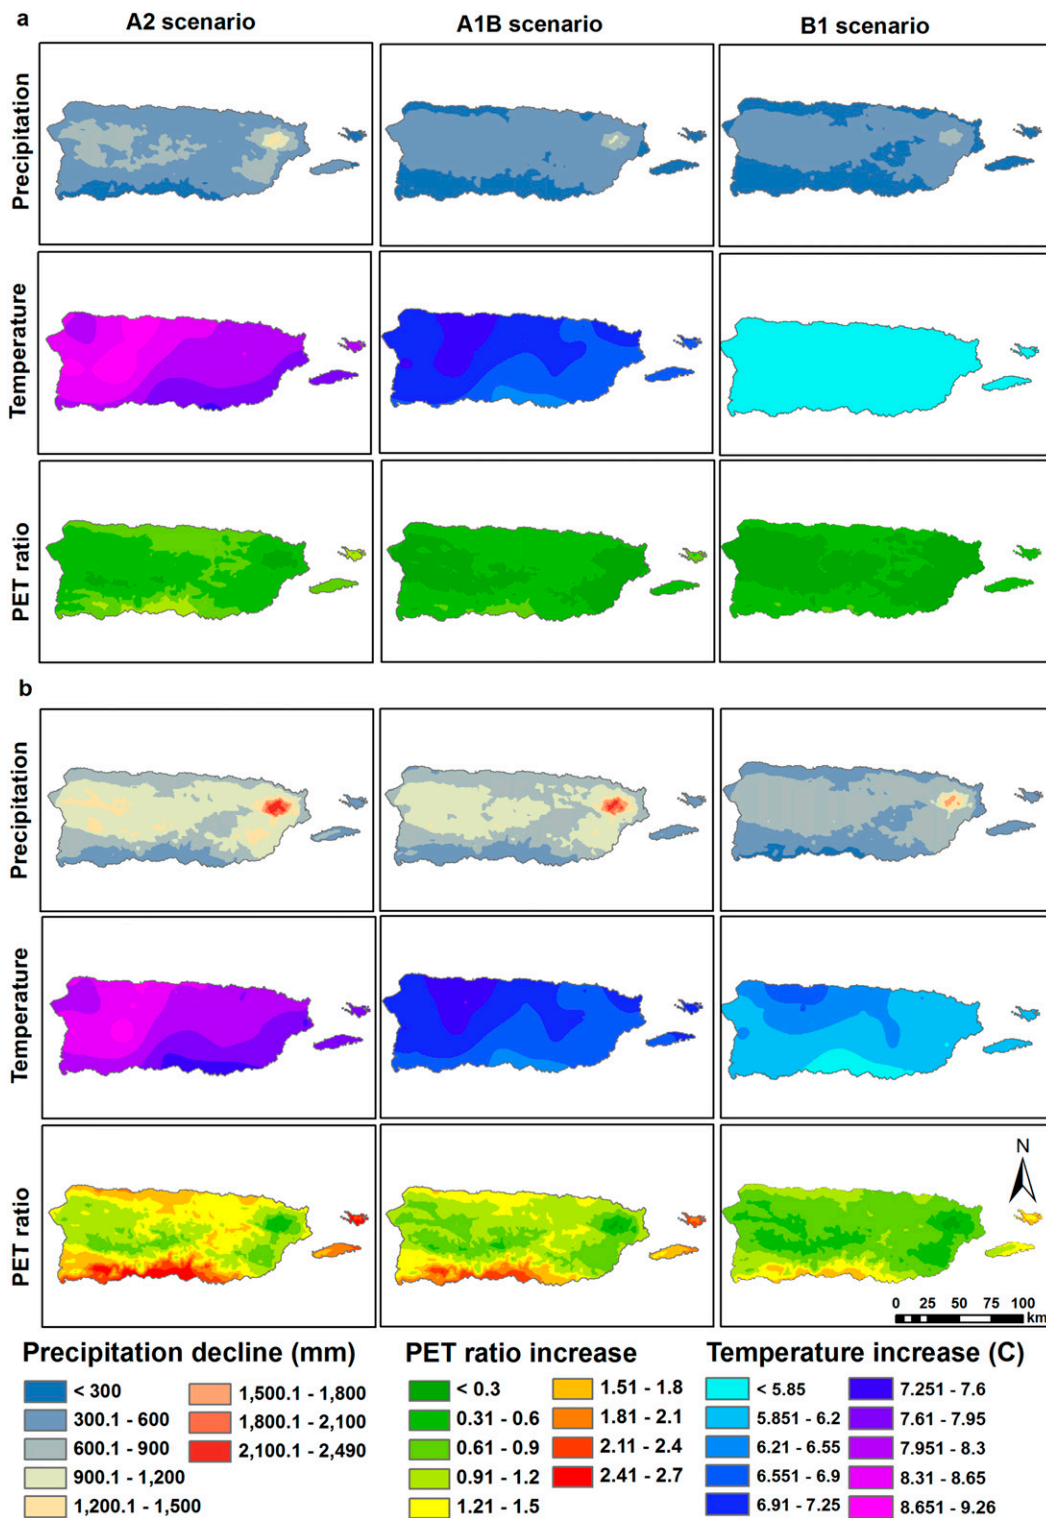 a
A2 scenario
A1B scenario
B1 scenario
Precipitation
Temperature
PET ratio
b
Precipitation
Temperature
PET ratio
N
0 25 50 75 100
km
Precipitation decline (mm)
< 300
300.1 - 600
600.1 - 900
900.1 - 1,200
1,200.1 - 1,500
1,500.1 - 1,800
1,800.1 - 2,100
2,100.1 - 2,490
PET ratio increase
< 0.3
0.31 - 0.6
0.61 - 0.9
0.91 - 1.2
1.21 - 1.5
1.51 - 1.8
1.81 - 2.1
2.11 - 2.4
2.41 - 2.7
Temperature increase (C)
< 5.85
5.851 - 6.2
6.21 - 6.55
6.551 - 6.9
6.91 - 7.25
7.251 - 7.6
7.61 - 7.95
7.951 - 8.3
8.31 - 8.65
8.651 - 9.26